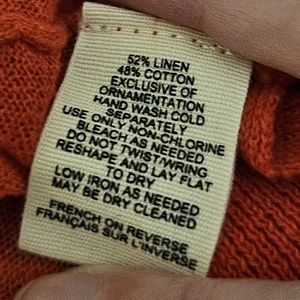 52% LINEN
48% COTTON
EXCLUSIVE OF
ORNAMENTATION
HAND WASH COLD
SEPARATELY
USE ONLY NON-CHLORINE
BLEACH AS NEEDED
DO NOT TWIST/WRING
RESHAPE AND LAY FLAT
TO DRY
LOW IRON AS NEEDED
MAY BE DRY CLEANED
FRENCH ON REVERSE
FRANÇAIS SUR L'INVERSE